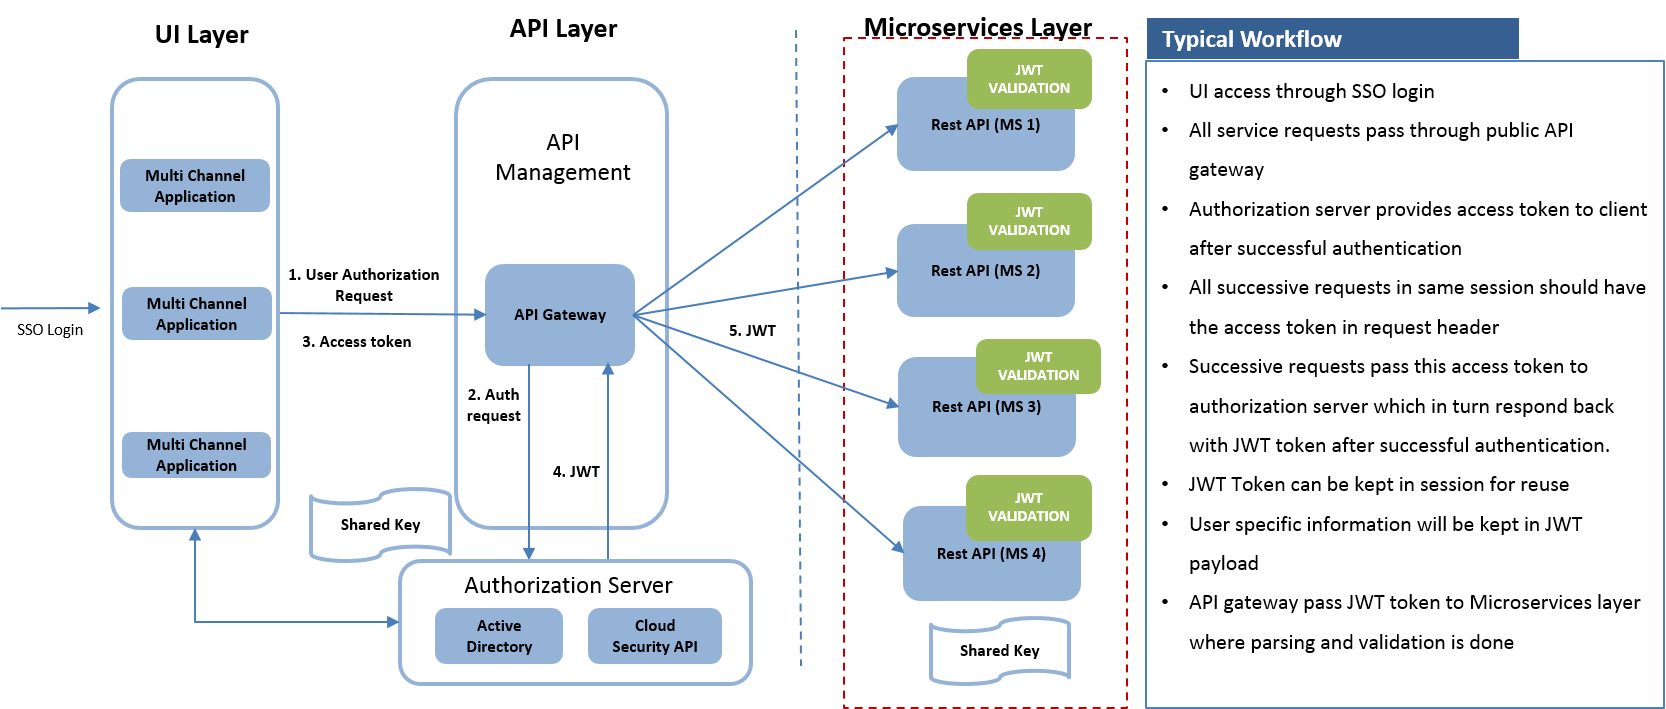 UI Layer
API Layer
Microservices Layer
SSO Login
Multi Channel
Application
Multi Channel
Application
Multi Channel
Application
1. User Authorization
Request
3. Access token
API
Management
API Gateway
2. Auth
request
4. JWT
Shared Key
Authorization Server
Active
Directory
Cloud
Security API
5. JWT
JWT
VALIDATION
Rest API (MS 1)
JWT
VALIDATION
Rest API (MS 2)
JWT
VALIDATION
Rest API (MS 3)
JWT
VALIDATION
Rest API (MS 4)
Shared Key
Typical Workflow
• UI access through SSO login
• All service requests pass through public API
gateway
• Authorization server provides access token to client
after successful authentication
• All successive requests in same session should have
the access token in request header
• Successive requests pass this access token to
authorization server which in turn respond back
with JWT token after successful authentication.
• JWT Token can be kept in session for reuse
• User specific information will be kept in JWT
payload
• API gateway pass JWT token to Microservices layer
where parsing and validation is done